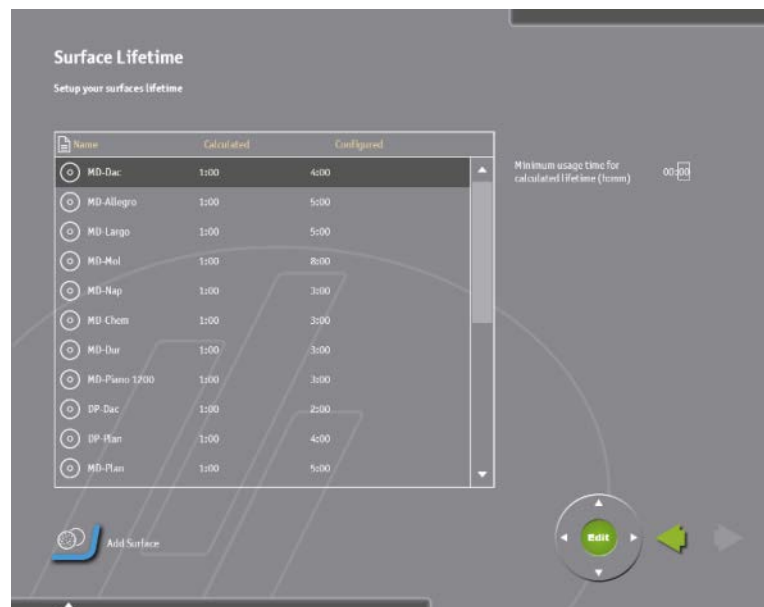 Surface Lifetime
Setup your surfaces lifetime
Name Calculated Configured
MD-Dac 1:00 4:00
MD-Allegro 1:00 5:00
MD-Largo 1:00 5:00
MD-Mol 1:00 8:00
MD-Nap 1:00 3:00
MD-Chem 1:00 3:00
MD-Dur 1:00 3:00
MD-Piano 1200 1:00 3:00
DP-Dac 1:00 2:00
DP-Plan 1:00 4:00
MD-Plan 1:00 5:00
Minimum usage time for
calculated lifetime (h:mm) 00:00
Add Surface
Edit